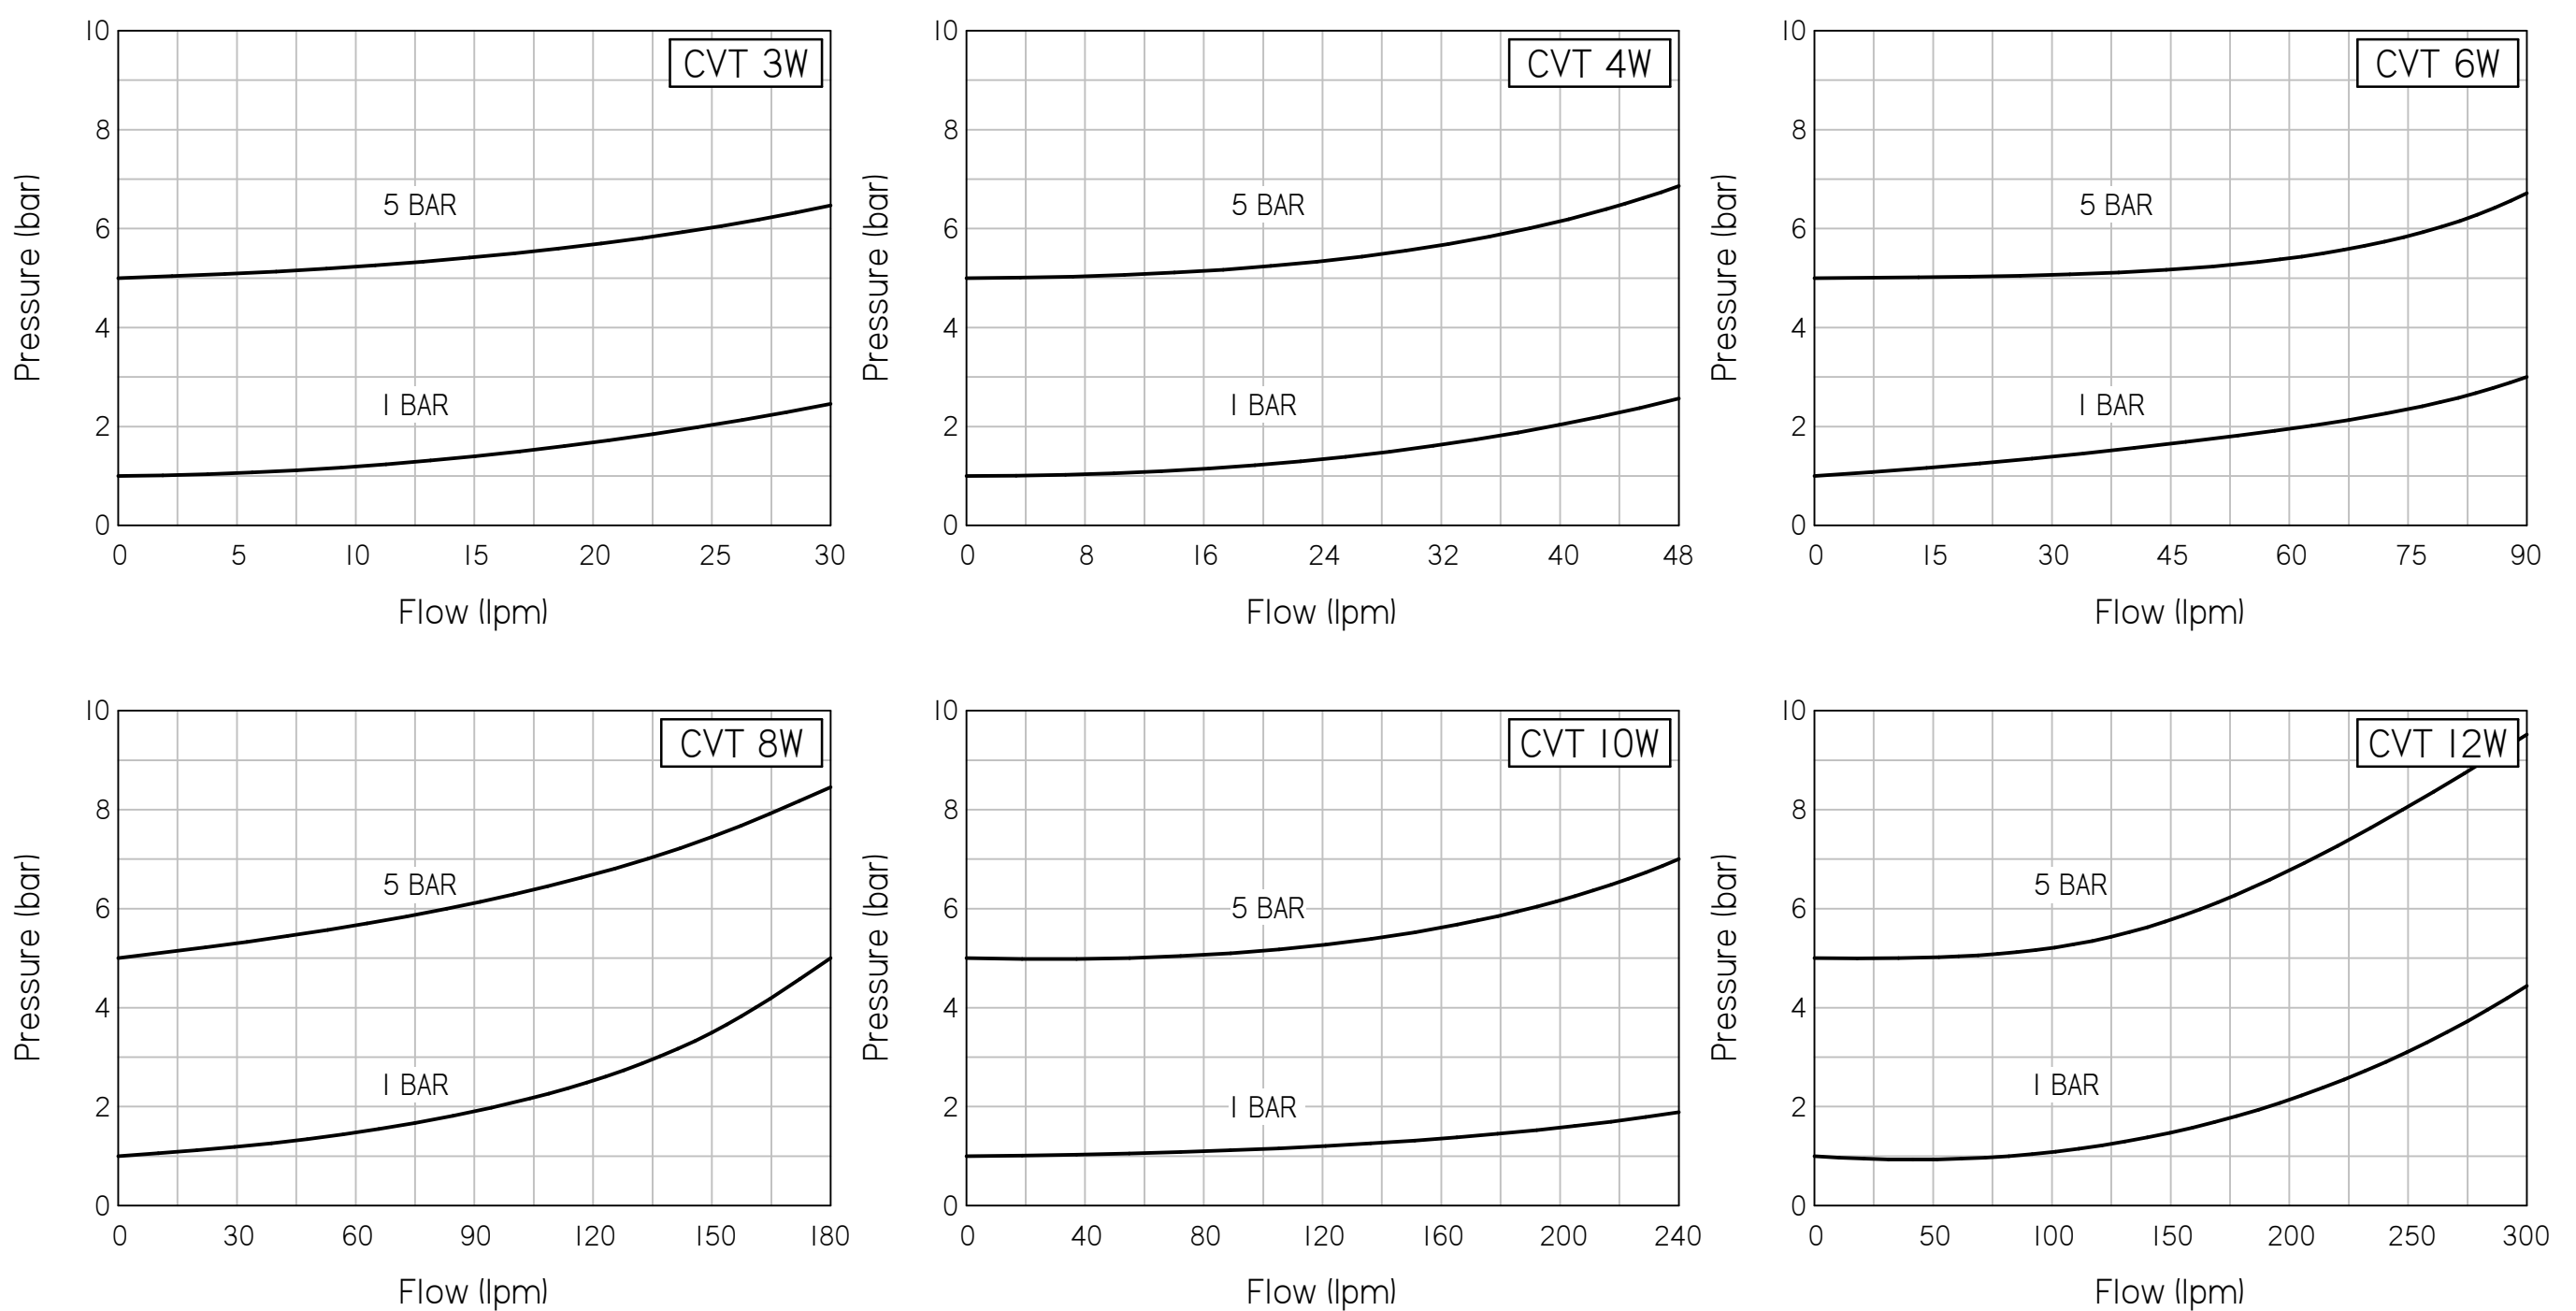 CVT 3W
10
8
6
4
2
0
Pressure (bar)
5 BAR
1 BAR
0 5 10 15 20 25 30
Flow (lpm)
CVT 4W
10
8
6
4
2
0
Pressure (bar)
5 BAR
1 BAR
0 8 16 24 32 40 48
Flow (lpm)
CVT 6W
10
8
6
4
2
0
Pressure (bar)
5 BAR
1 BAR
0 15 30 45 60 75 90
Flow (lpm)
CVT 8W
10
8
6
4
2
0
Pressure (bar)
5 BAR
1 BAR
0 30 60 90 120 150 180
Flow (lpm)
CVT 10W
10
8
6
4
2
0
Pressure (bar)
5 BAR
1 BAR
0 40 80 120 160 200 240
Flow (lpm)
CVT 12W
10
8
6
4
2
0
Pressure (bar)
5 BAR
1 BAR
0 50 100 150 200 250 300
Flow (lpm)